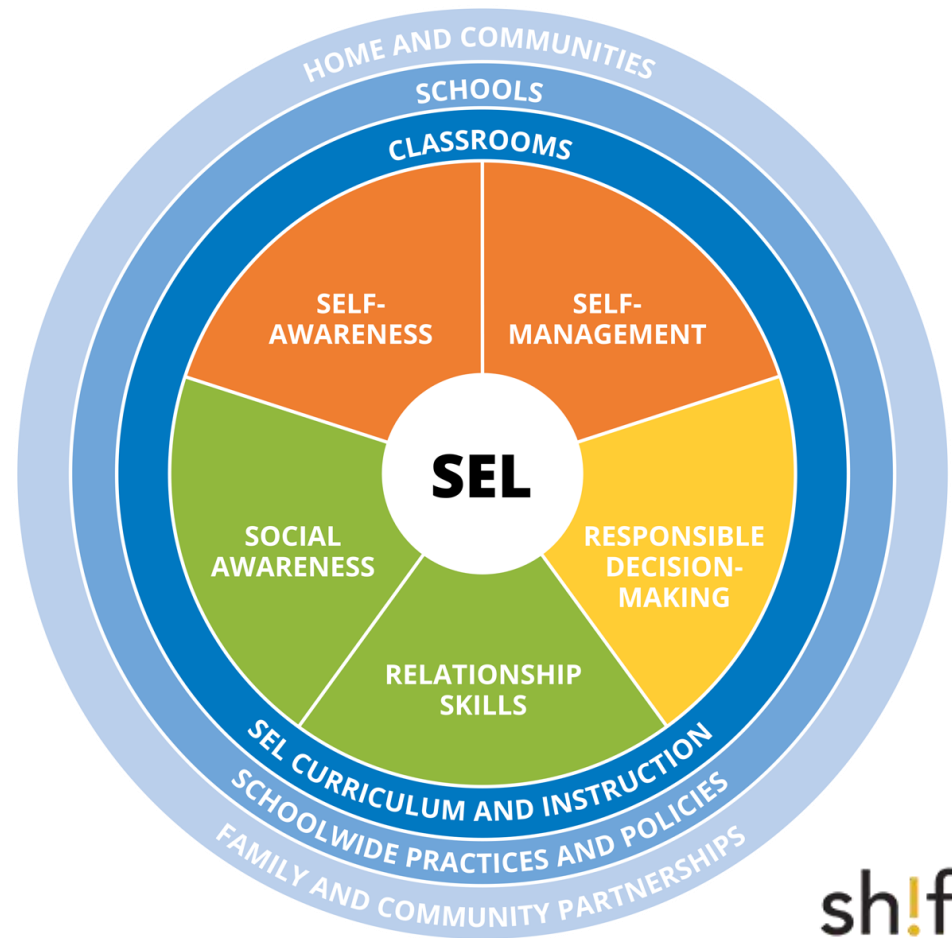 HOME AND COMMUNITIES
SCHOOLS
CLASSROOMS
SELF-
AWARENESS
SELF-
MANAGEMENT
SEL
SOCIAL
AWARENESS
RESPONSIBLE
DECISION-
MAKING
RELATIONSHIP
SKILLS
SEL CURRICULUM AND INSTRUCTION
SCHOOLWIDE PRACTICES AND POLICIES
FAMILY AND COMMUNITY PARTNERSHIPS
sh!f